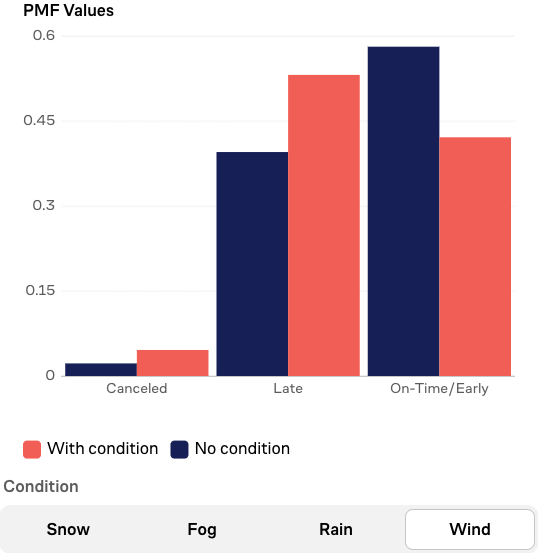 PMF Values
0.6
0.45
0.3
0.15
0
Canceled Late On-Time/Early
With condition No condition
Condition
Snow Fog Rain Wind